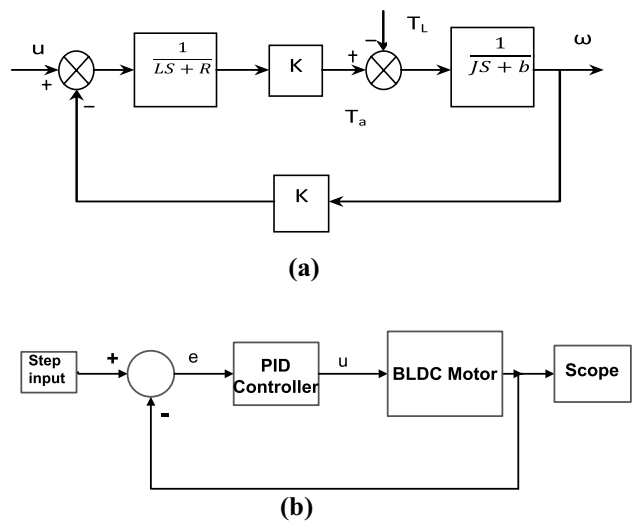 u
+
−
1
LS + R
K
+
−
T_L
T_a
1
JS + b
ω
K
(a)
Step
input
+
-
e
PID
Controller
u
BLDC Motor
Scope
(b)